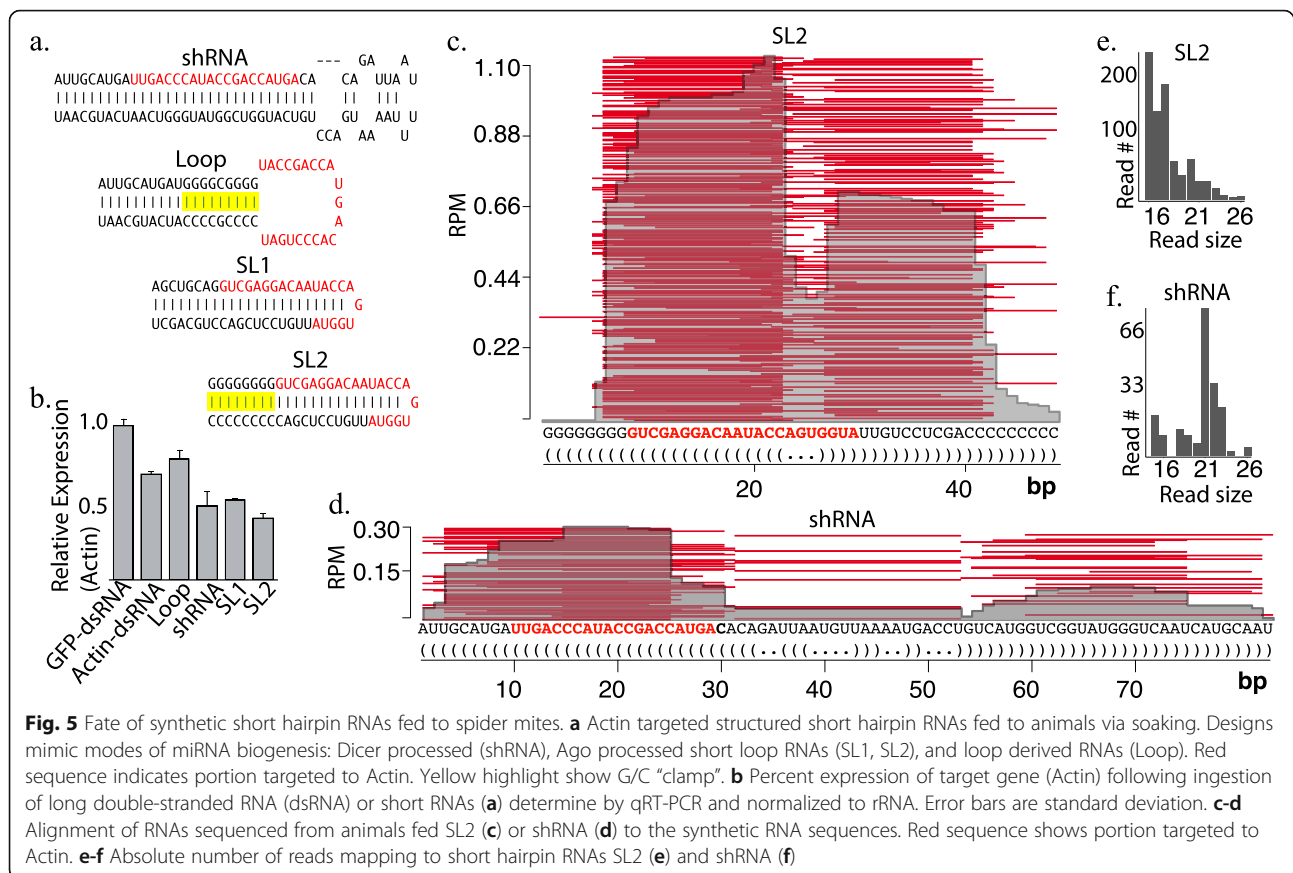 a.
shRNA
--- GA A
AUUGCAUGAUUGACCCAUACCGACCAUGACA CA UUA U
UAACGUACUAACUGGGUAUGGCUGGUACUGU GU AAU U
CCA AA U
Loop
UACCGACCA
AUUGCAUGAUGGGGCGGGG U
G
UAACGUACUACCCCGCCCC A
UAGUCCCAC
SL1
AGCUGCAGGUCGAGGACAAUACCA
G
UCGACGUCCAGCUCCUGUUAUGGU
SL2
GGGGGGGGGUCGAGGACAAUACCA
G
CCCCCCCCCAGCUCCUGUUAUGGU
b.
Relative Expression
(Actin)
1.0
0.5
GFP-dsRNA
Actin-dsRNA
Loop
shRNA
SL1
SL2
c.
SL2
RPM
1.10
0.88
0.66
0.44
0.22
GGGGGGGGGUCGAGGACAAUACCAGUGGUAUUGUCCUCGACCCCCCCCC
(((((((((((((((((((((((...)))))))))))))))))))))))
20 40 bp
d.
shRNA
RPM
0.30
0.15
AUUGCAUGAUUGACCCAUACCGACCAUGACACAGAUUAAUGUUAAAAUGACCUGUCAUGGUCGGUAUGGGUCAAUCAUGCAAU
10 20 30 40 50 60 70 bp
e.
SL2
Read #
200
100
16 21 26
Read size
f.
shRNA
Read #
66
33
16 21 26
Read size
Fig. 5 Fate of synthetic short hairpin RNAs fed to spider mites. a Actin targeted structured short hairpin RNAs fed to animals via soaking. Designs
mimic modes of miRNA biogenesis: Dicer processed (shRNA), Ago processed short loop RNAs (SL1, SL2), and loop derived RNAs (Loop). Red
sequence indicates portion targeted to Actin. Yellow highlight show G/C "clamp". b Percent expression of target gene (Actin) following ingestion
of long double-stranded RNA (dsRNA) or short RNAs (a) determine by qRT-PCR and normalized to rRNA. Error bars are standard deviation. c-d
Alignment of RNAs sequenced from animals fed SL2 (c) or shRNA (d) to the synthetic RNA sequences. Red sequence shows portion targeted to
Actin. e-f Absolute number of reads mapping to short hairpin RNAs SL2 (e) and shRNA (f)